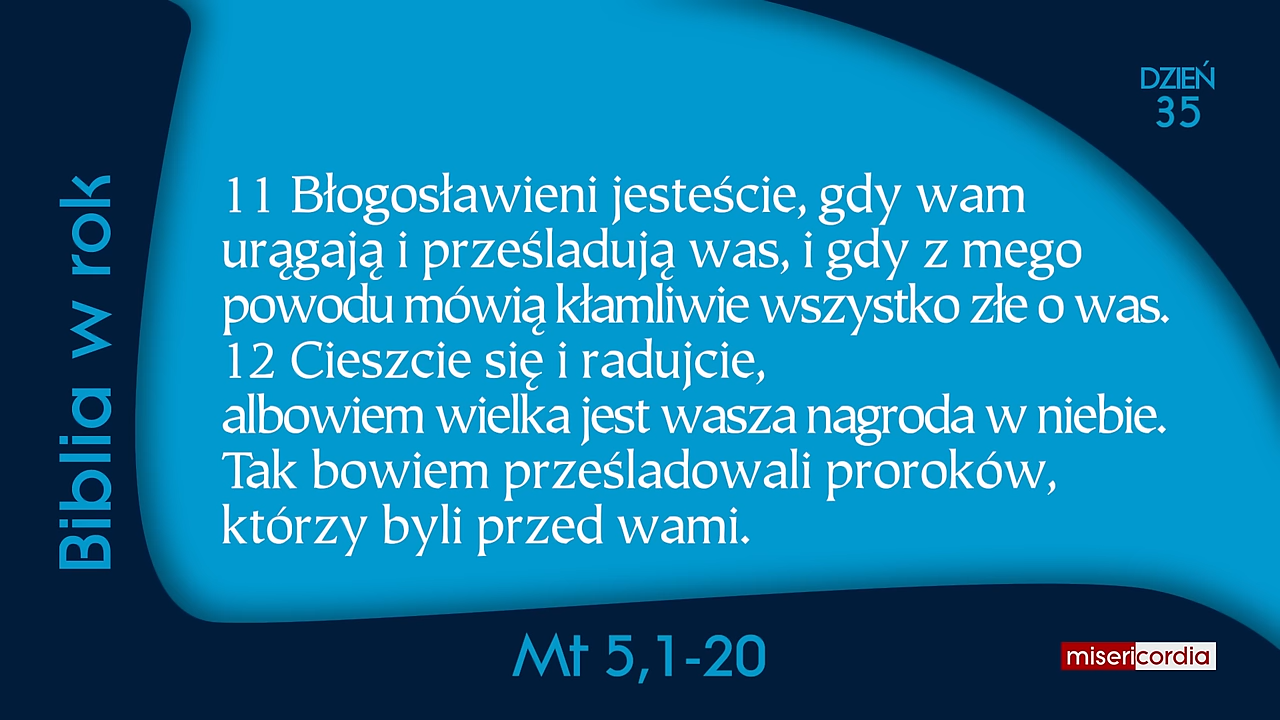 DZIEŃ
35
Biblia w rok
11 Błogosławieni jesteście, gdy wam
urągają i prześladują was, i gdy z mego
powodu mówią kłamliwie wszystko złe o was.
12 Cieszcie się i radujcie,
albowiem wielka jest wasza nagroda w niebie.
Tak bowiem prześladowali proroków,
którzy byli przed wami.
Mt 5,1-20
misericordia